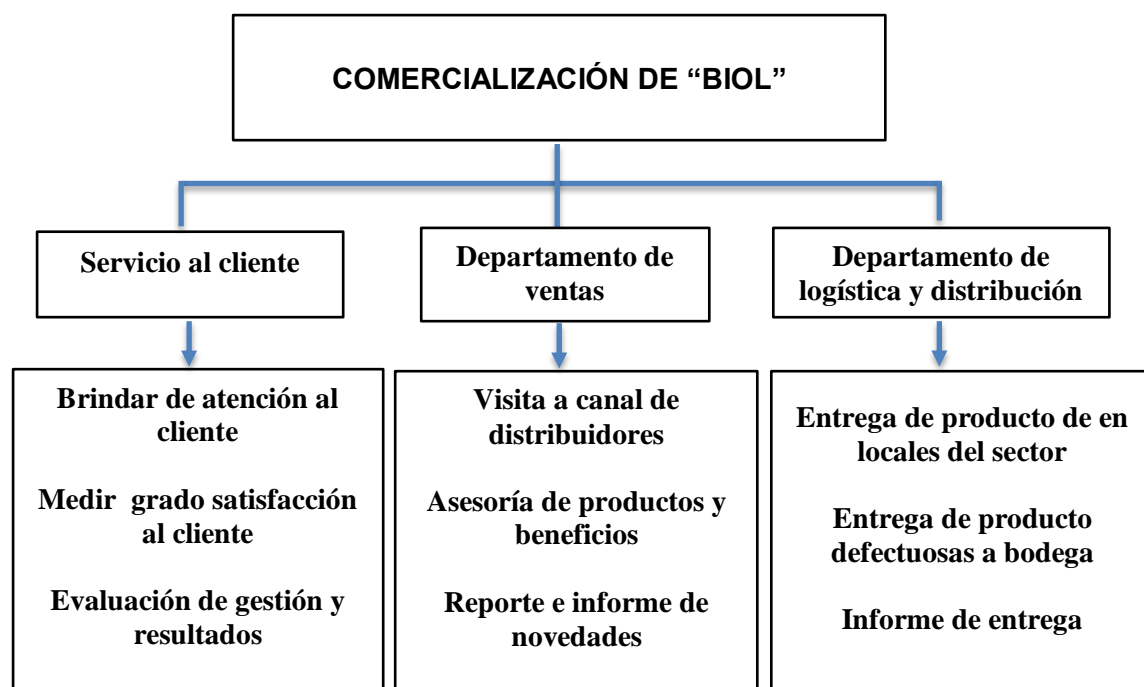 COMERCIALIZACIÓN DE “BIOL”
Servicio al cliente
Departamento de
ventas
Departamento de
logística y distribución
Brindar de atención al
cliente
Medir grado satisfacción
al cliente
Evaluación de gestión y
resultados
Visita a canal de
distribuidores
Asesoría de productos y
beneficios
Reporte e informe de
novedades
Entrega de producto de en
locales del sector
Entrega de producto
defectuosas a bodega
Informe de entrega